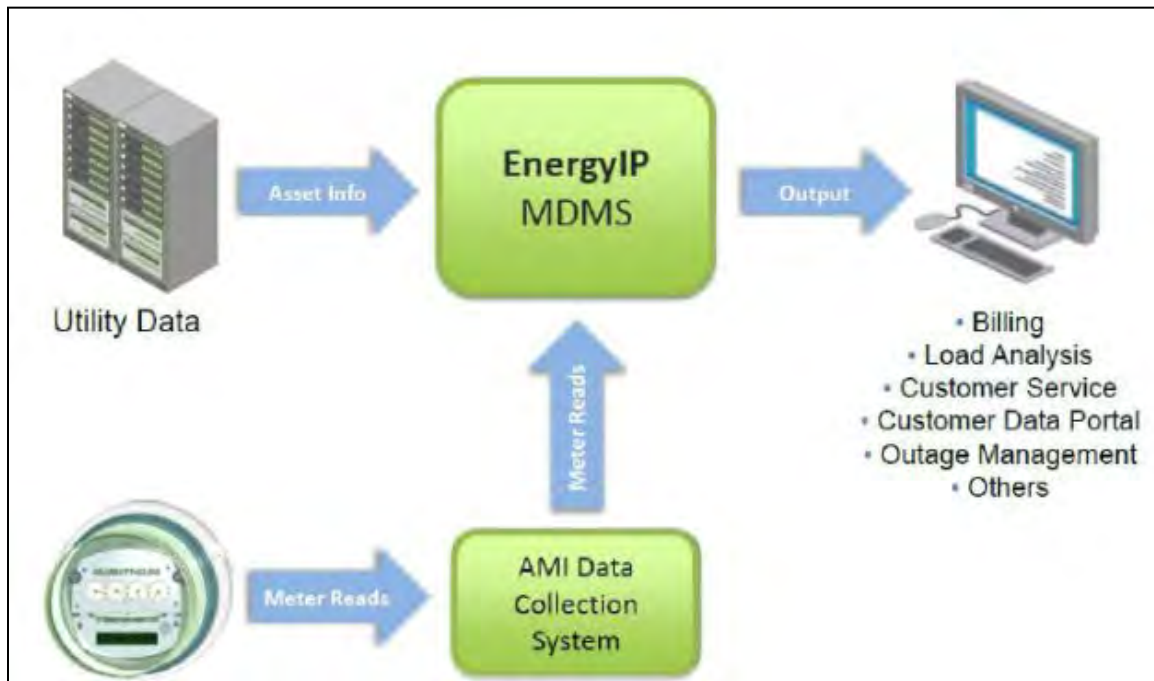 Asset Info
EnergyIP
MDMS
Output
Utility Data
• Billing
• Load Analysis
• Customer Service
• Customer Data Portal
• Outage Management
• Others
Meter Reads
Meter Reads
AMI Data
Collection
System